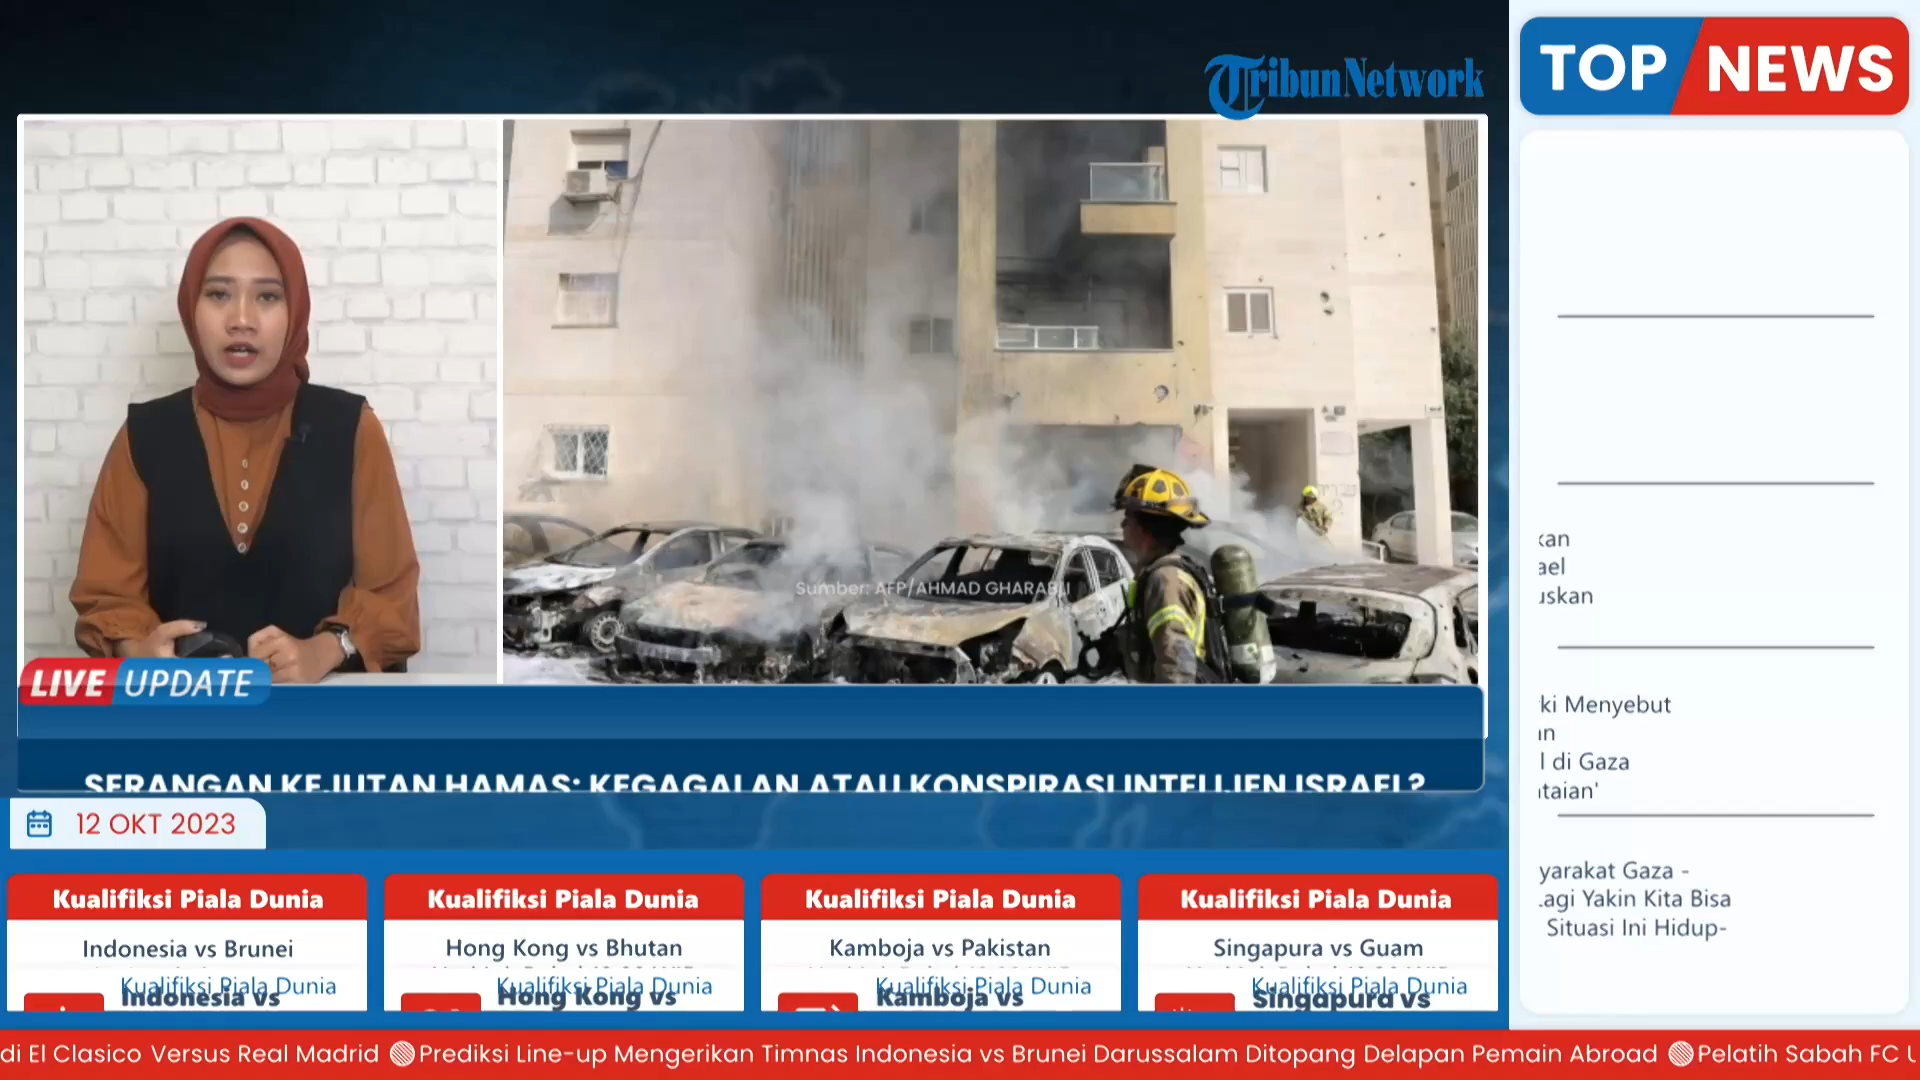 TribunNetwork
TOP NEWS
Sumber: AFP/AHMAD GHARABLI
LIVE UPDATE
SERANGAN KEJUTAN HAMAS: KEGAGALAN ATAU KONSPIRASI INTELIJEN ISRAEL?
12 OKT 2023
kan
ael
uskan
ki Menyebut
an
l di Gaza
ntaian'
yarakat Gaza -
agi Yakin Kita Bisa
Situasi Ini Hidup-
Kualifiksi Piala Dunia
Indonesia vs Brunei
Kualifiksi Piala Dunia
Indonesia vs
Kualifiksi Piala Dunia
Hong Kong vs Bhutan
Kualifiksi Piala Dunia
Hong Kong vs
Kualifiksi Piala Dunia
Kamboja vs Pakistan
Kualifiksi Piala Dunia
Kamboja vs
Kualifiksi Piala Dunia
Singapura vs Guam
Kualifiksi Piala Dunia
Singapura vs
di El Clasico Versus Real Madrid Prediksi Line-up Mengerikan Timnas Indonesia vs Brunei Darussalam Ditopang Delapan Pemain Abroad Pelatih Sabah FC